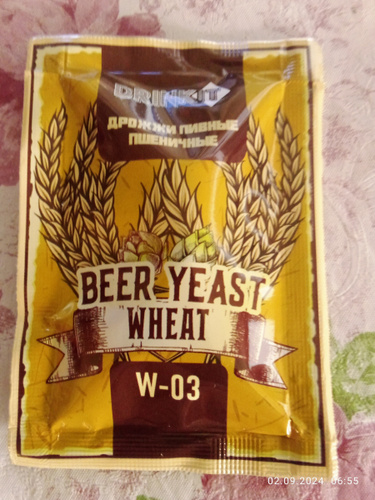 DRINKIT
ДРОЖЖИ ПИВНЫЕ
ПШЕНИЧНЫЕ
BEER YEAST
WHEAT
W-03
02.09.2024 06:55